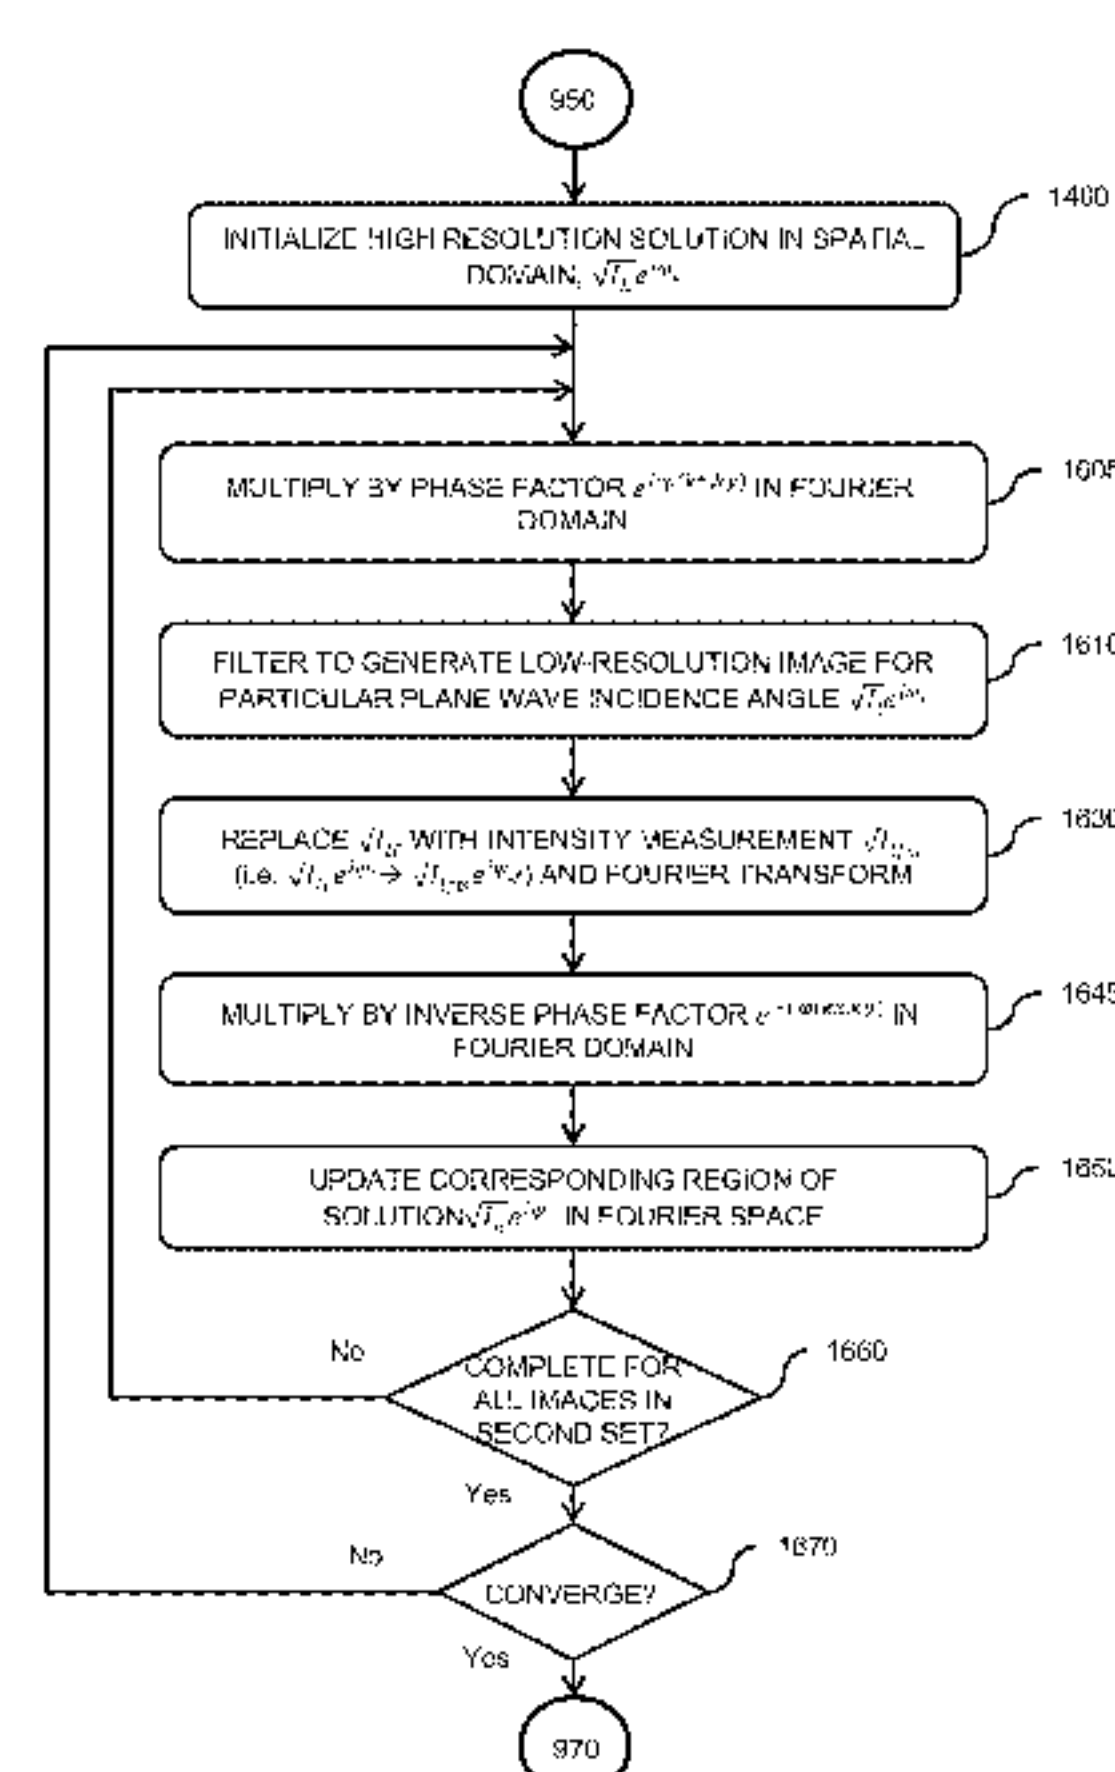 950
1400
INITIALIZE HIGH RESOLUTION SOLUTION IN SPATIAL
DOMAIN,
1605
MULTIPLY BY PHASE FACTOR IN FOURIER
DOMAIN
1610
FILTER TO GENERATE LOW-RESOLUTION IMAGE FOR
PARTICULAR PLANE WAVE INCIDENCE ANGLE
1630
REPLACE WITH INTENSITY MEASUREMENT
(i.e. → ) AND FOURIER TRANSFORM
1645
MULTIPLY BY INVERSE PHASE FACTOR IN
FOURIER DOMAIN
UPDATE CORRESPONDING REGION OF
SOLUTION IN FOURIER SPACE
No
1660
COMPLETE FOR
ALL IMAGES IN
SECOND SET?
Yes
1670
No
CONVERGE?
Yes
970